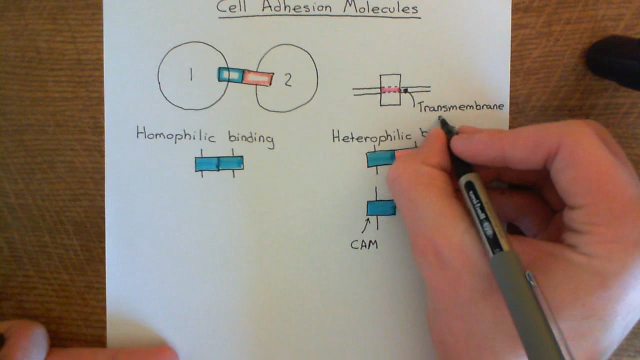 Cell Adhesion Molecules
1
2
Transmembrane
Homophilic binding
Heterophilic
CAM